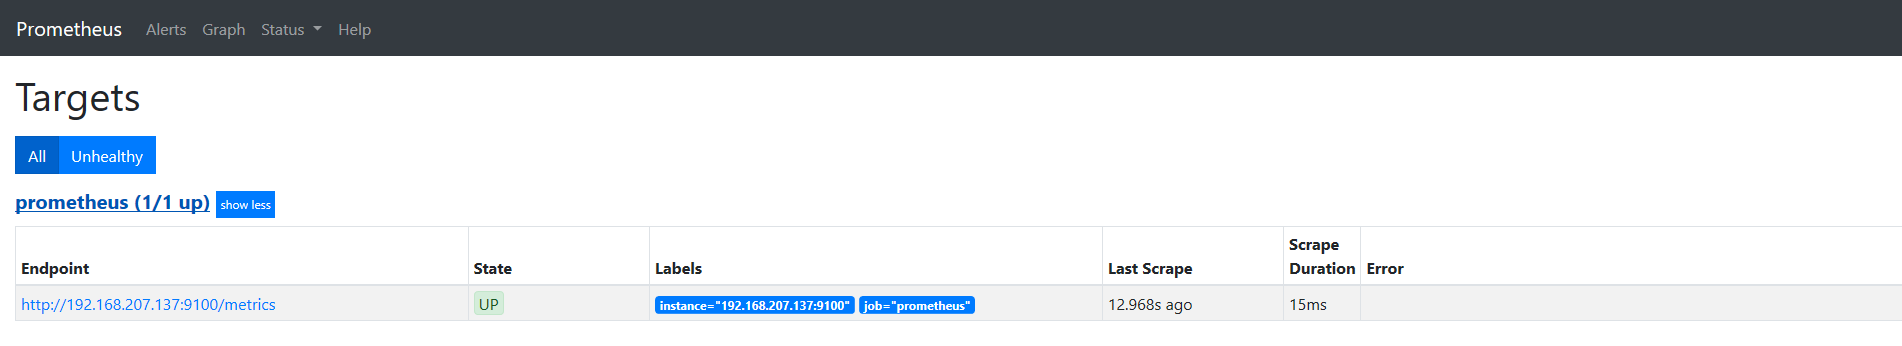 Prometheus Alerts Graph Status Help
Targets
All Unhealthy
prometheus (1/1 up) show less
Endpoint State Labels Last Scrape Scrape Duration Error
http://192.168.207.137:9100/metrics UP instance="192.168.207.137:9100" job="prometheus" 12.968s ago 15ms